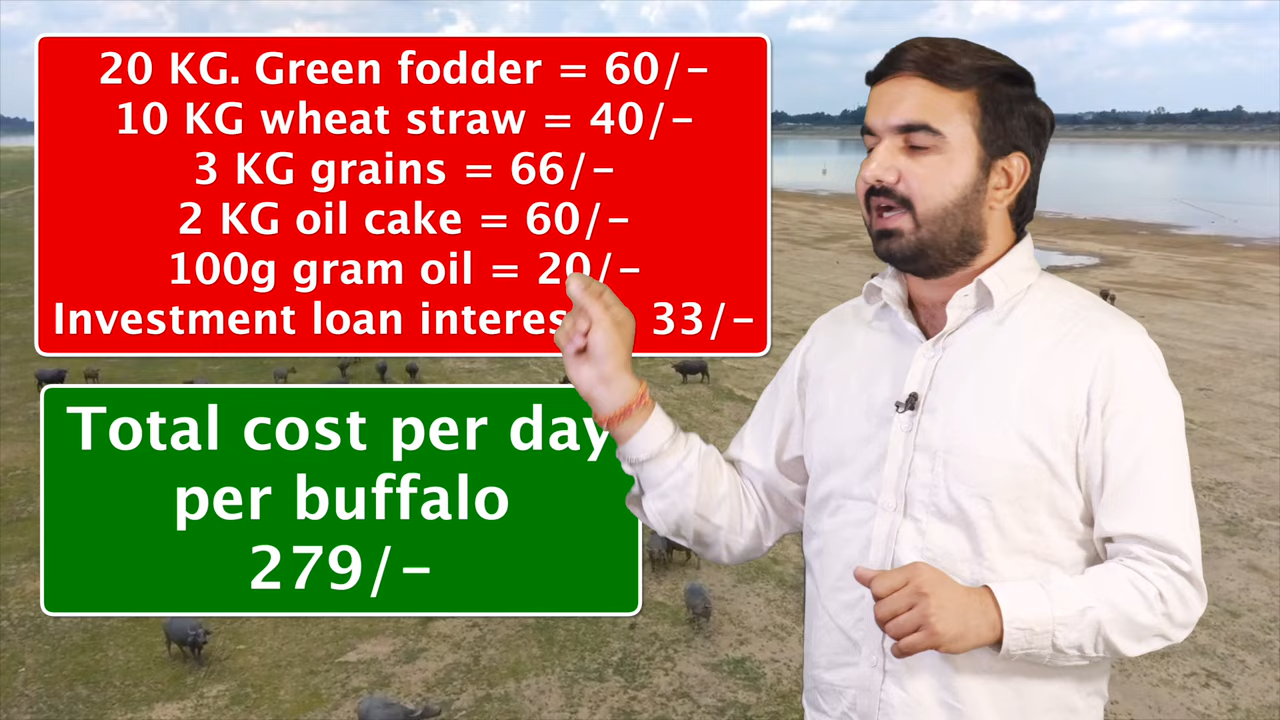 20 KG. Green fodder = 60/-
10 KG wheat straw = 40/-
3 KG grains = 66/-
2 KG oil cake = 60/-
100g gram oil = 20/-
Investment loan interes 33/-
Total cost per day
per buffalo
279/-